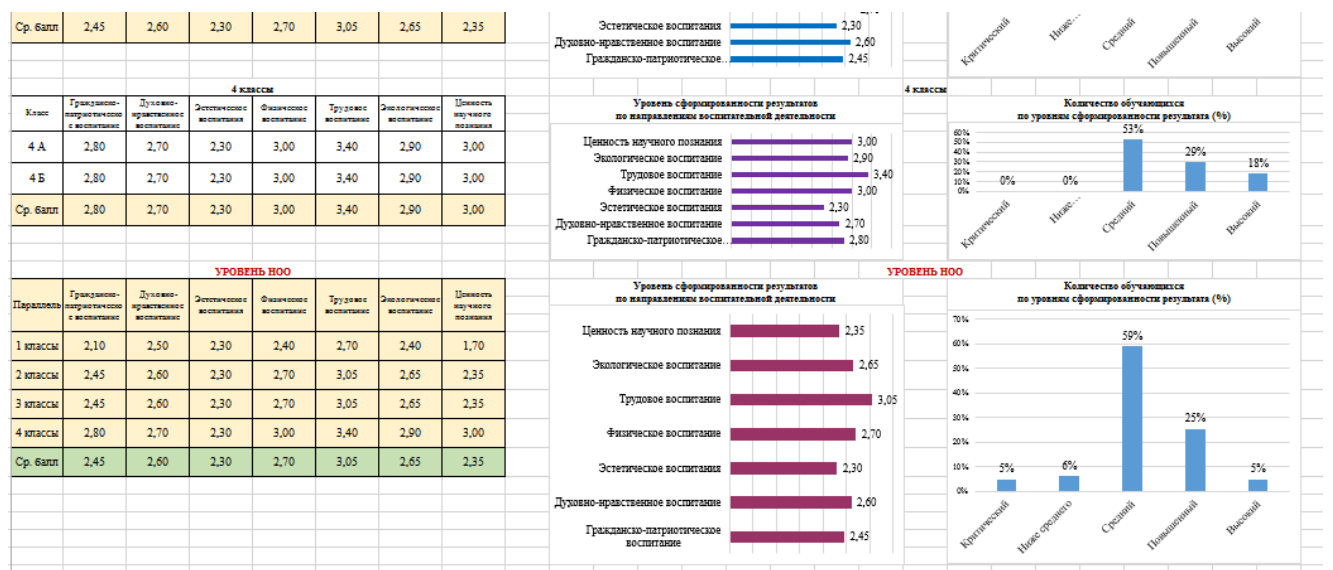 Ср. балл 2,45 2,60 2,30 2,70 3,05 2,65 2,35
Эстетическое воспитания 2,30
Духовно-нравственное воспитание 2,60
Гражданско-патриотическое… 2,45
Критический Ниже… Средний Повышенный Высокий
4 классы
Класс Гражданско-патриотическое воспитание Духовно-нравственное воспитание Эстетическое воспитания Физическое воспитание Трудовое воспитание Экологическое воспитание Ценность научного познания
4 А 2,80 2,70 2,30 3,00 3,40 2,90 3,00
4 Б 2,80 2,70 2,30 3,00 3,40 2,90 3,00
Ср. балл 2,80 2,70 2,30 3,00 3,40 2,90 3,00
4 классы
Уровень сформированности результатов
по направлениям воспитательной деятельности
Ценность научного познания 3,00
Экологическое воспитание 2,90
Трудовое воспитание 3,40
Физическое воспитание 3,00
Эстетическое воспитания 2,30
Духовно-нравственное воспитание 2,70
Гражданско-патриотическое… 2,80
Количество обучающихся
по уровням сформированности результата (%)
60%
50%
40%
30%
20%
10%
0%
0% 0% 53% 29% 18%
Критический Ниже… Средний Повышенный Высокий
УРОВЕНЬ НОО
Параллель Гражданско-патриотическое воспитание Духовно-нравственное воспитание Эстетическое воспитания Физическое воспитание Трудовое воспитание Экологическое воспитание Ценность научного познания
1 классы 2,10 2,50 2,30 2,40 2,70 2,40 1,70
2 классы 2,45 2,60 2,30 2,70 3,05 2,65 2,35
3 классы 2,45 2,60 2,30 2,70 3,05 2,65 2,35
4 классы 2,80 2,70 2,30 3,00 3,40 2,90 3,00
Ср. балл 2,45 2,60 2,30 2,70 3,05 2,65 2,35
УРОВЕНЬ НОО
Уровень сформированности результатов
по направлениям воспитательной деятельности
Ценность научного познания 2,35
Экологическое воспитание 2,65
Трудовое воспитание 3,05
Физическое воспитание 2,70
Эстетическое воспитания 2,30
Духовно-нравственное воспитание 2,60
Гражданско-патриотическое
воспитание 2,45
Количество обучающихся
по уровням сформированности результата (%)
70%
60%
50%
40%
30%
20%
10%
0%
5% 6% 59% 25% 5%
Критический Ниже среднего Средний Повышенный Высокий